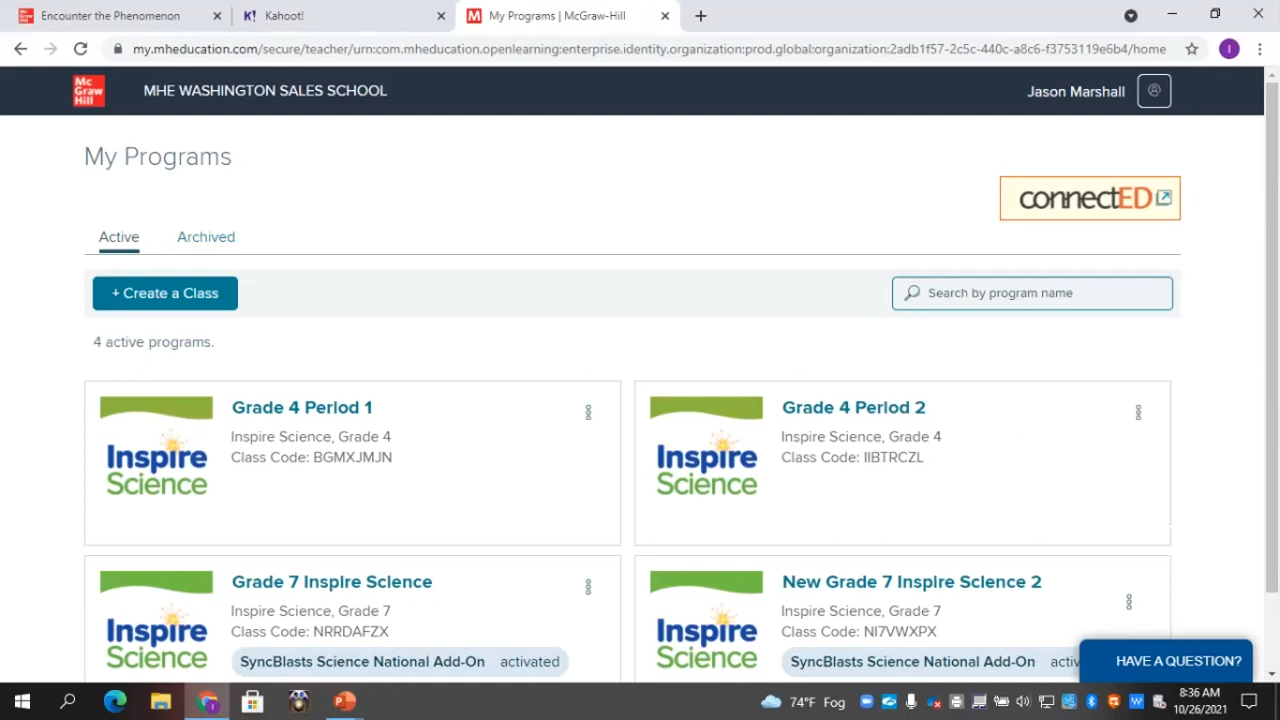 Encounter the Phenomenon
K! Kahoot!
My Programs | McGraw-Hill
my.mheducation.com/secure/teacher/urn:com.mheducation.openlearning:enterprise.identity.organization:prod.global:organization:2adb1f57-2c5c-440c-a8c6-f3753119e6b4/home
Mc
Graw
Hill
MHE WASHINGTON SALES SCHOOL
Jason Marshall
My Programs
connectED
Active
Archived
+ Create a Class
Search by program name
4 active programs.
Inspire
Science
Grade 4 Period 1
Inspire Science, Grade 4
Class Code: BGMXJMJN
Inspire
Science
Grade 4 Period 2
Inspire Science, Grade 4
Class Code: IIBTRCZL
Inspire
Science
Grade 7 Inspire Science
Inspire Science, Grade 7
Class Code: NRRDAFZX
SyncBlasts Science National Add-On activated
Inspire
Science
New Grade 7 Inspire Science 2
Inspire Science, Grade 7
Class Code: NI7VWXPX
SyncBlasts Science National Add-On activ
HAVE A QUESTION?
74°F Fog
8:36 AM
10/26/2021